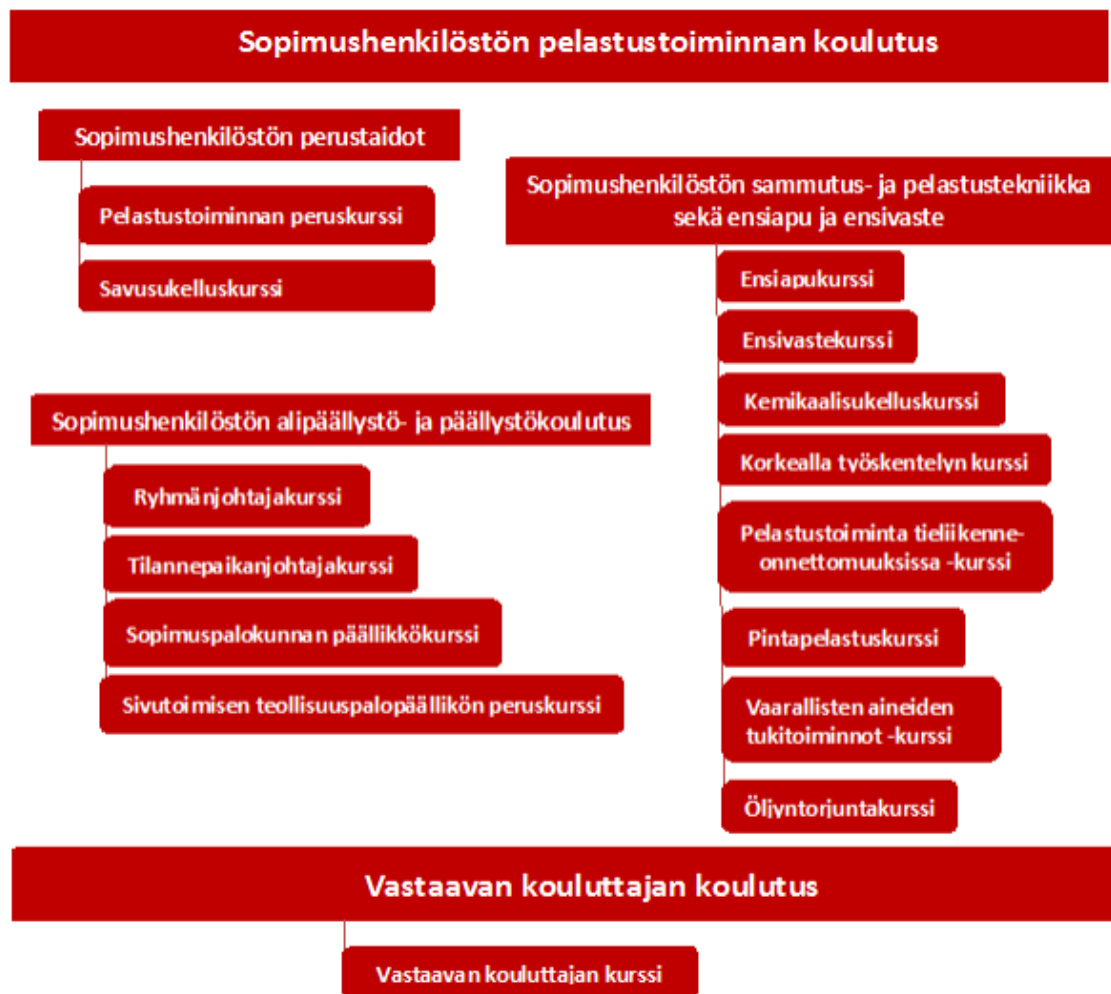 Sopimushenkilöstön pelastustoiminnan koulutus
Sopimushenkilöstön perustaidot
Pelastustoiminnan peruskurssi
Savusukelluskurssi
Sopimushenkilöstön alipäällystö- ja päällystökoulutus
Ryhmänjohtajakurssi
Tilannepaikanjohtajakurssi
Sopimuspalokunnan päällikkökurssi
Sivutoimisen teollisuuspalopäällikön peruskurssi
Sopimushenkilöstön sammutus- ja pelastustekniikka
sekä ensiapu ja ensivaste
Ensiapukurssi
Ensivastekurssi
Kemikaalisukelluskurssi
Korkealla työskentelyn kurssi
Pelastustoiminta tieliikenne-
onnettomuuksissa -kurssi
Pintapelastuskurssi
Vaarallisten aineiden
tukitoiminnot -kurssi
Öljyntorjuntakurssi
Vastaavan kouluttajan koulutus
Vastaavan kouluttajan kurssi